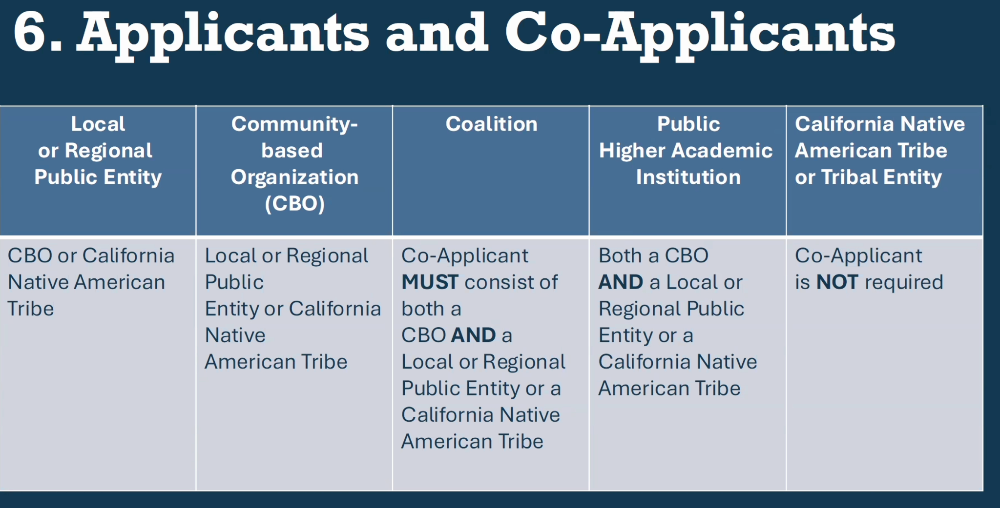 6. Applicants and Co-Applicants
Local
or Regional
Public Entity
Community-
based
Organization
(CBO)
Coalition
Public
Higher Academic
Institution
California Native
American Tribe
or Tribal Entity
CBO or California
Native American
Tribe
Local or Regional
Public
Entity or California
Native
American Tribe
Co-Applicant
MUST consist of
both a
CBO AND a
Local or Regional
Public Entity or a
California Native
American Tribe
Both a CBO
AND a Local or
Regional Public
Entity or a
California Native
American Tribe
Co-Applicant
is NOT required